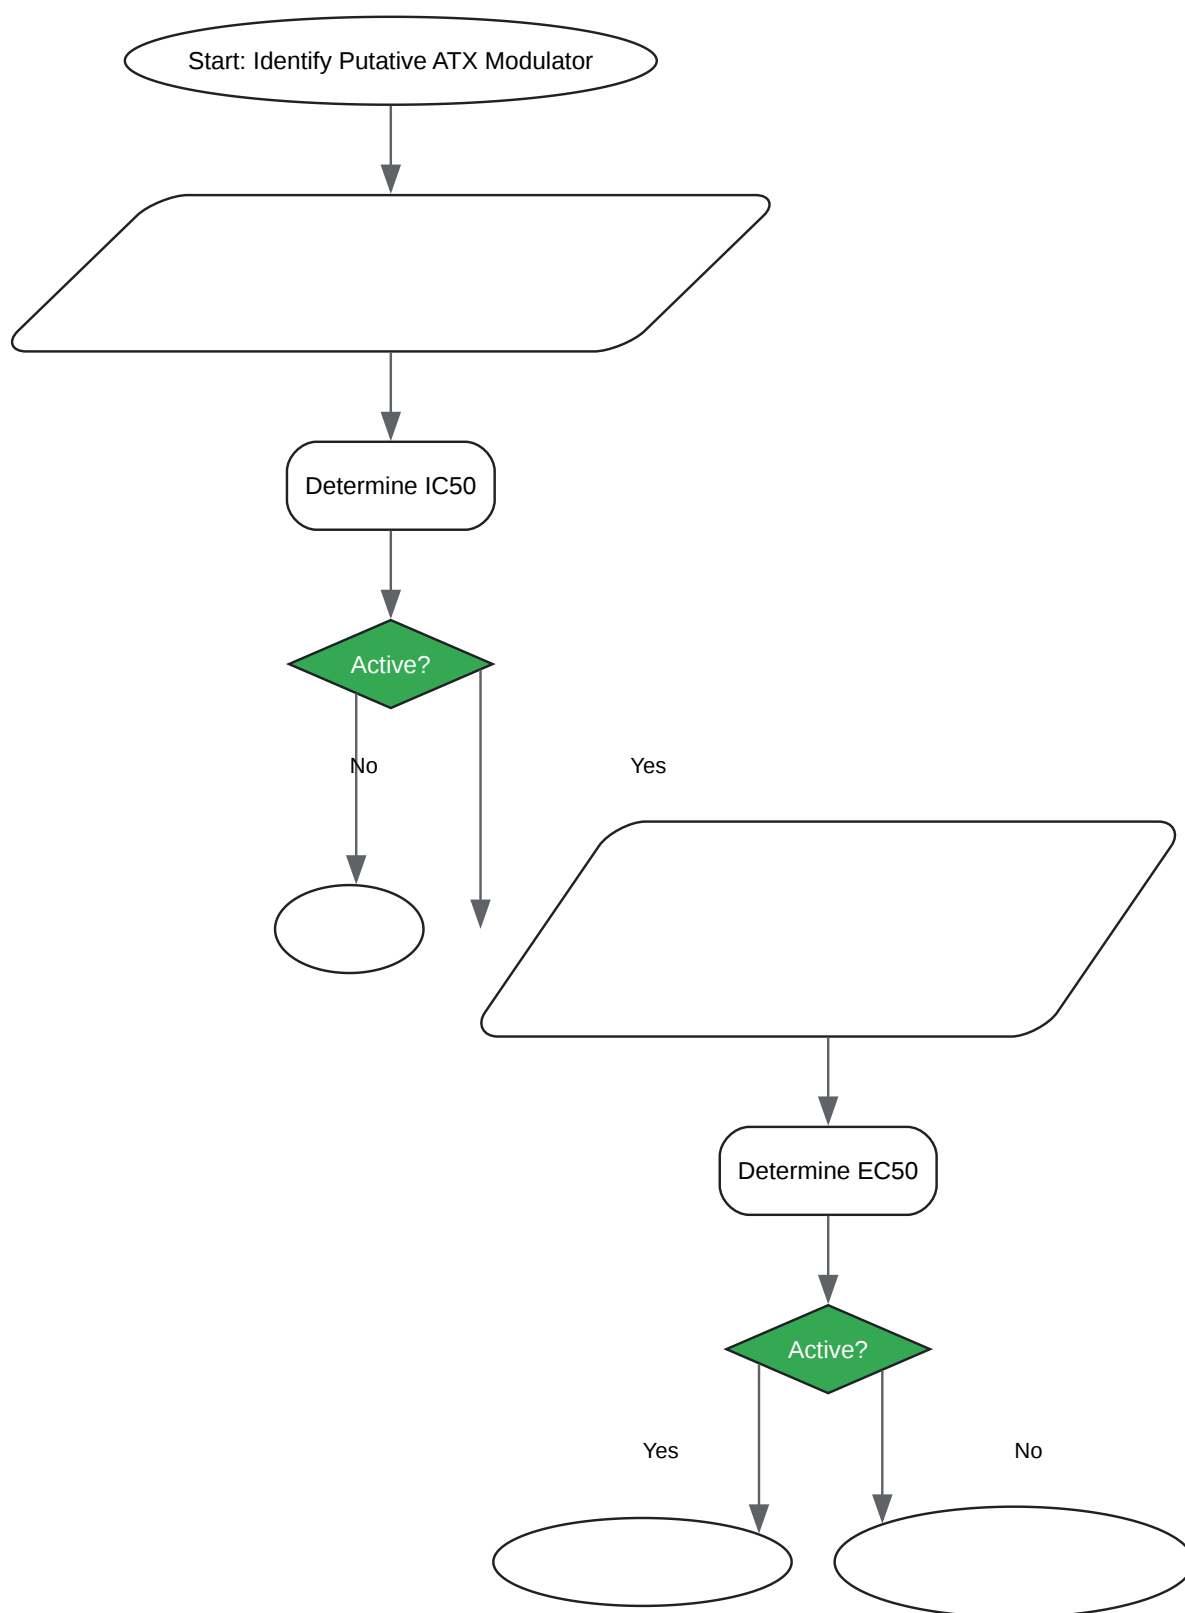 Start: Identify Putative ATX Modulator
Determine IC50
Active?
No
Yes
Determine EC50
Active?
Yes
No